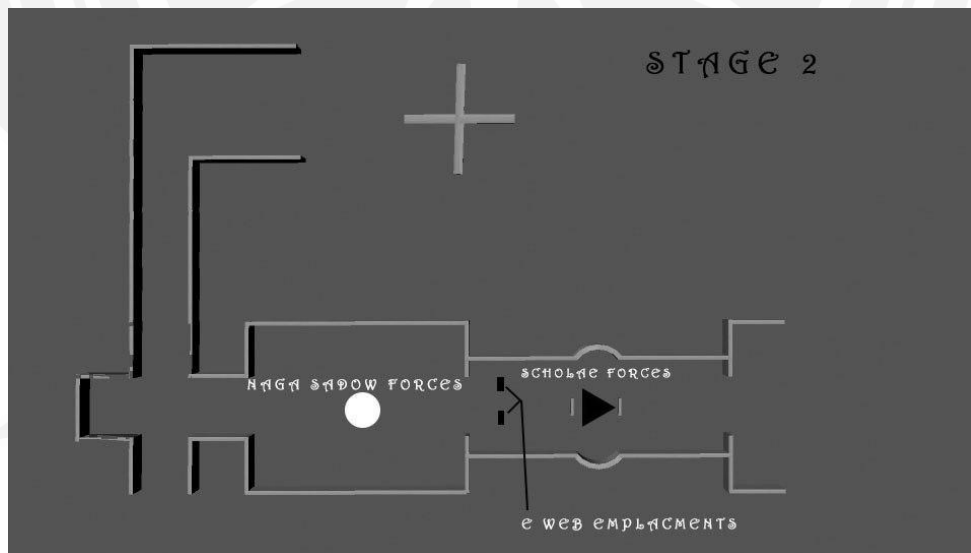 STAGE 2
NAGA SADOW FORCES
SCHOLAE FORCES
E WEB EMPLACMENTS